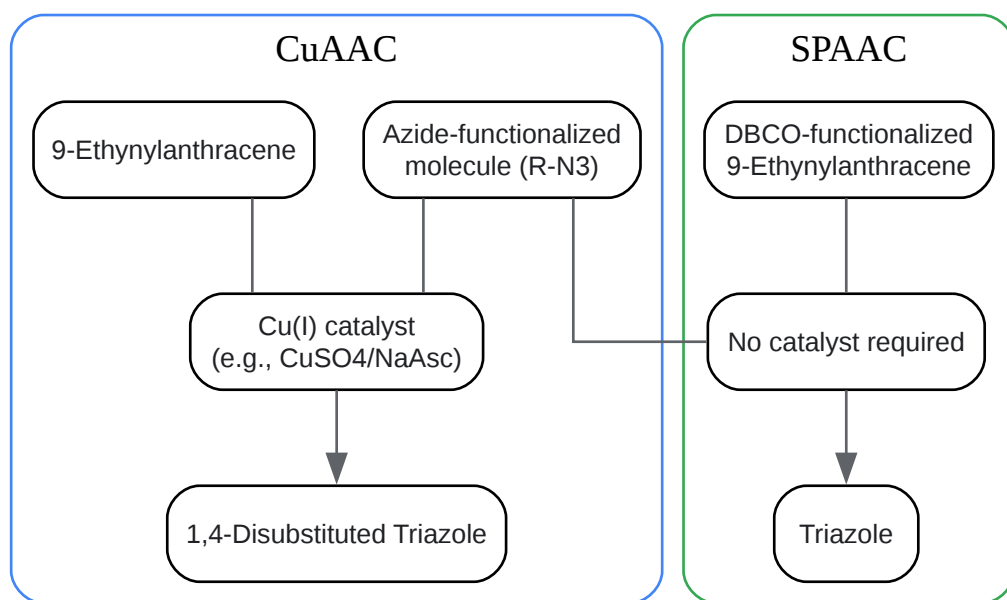 CuAAC
SPAAC
9-Ethynylanthracene
Azide-functionalized
molecule (R-N3)
DBCO-functionalized
9-Ethynylanthracene
Cu(I) catalyst
(e.g., CuSO4/NaAsc)
No catalyst required
1,4-Disubstituted Triazole
Triazole